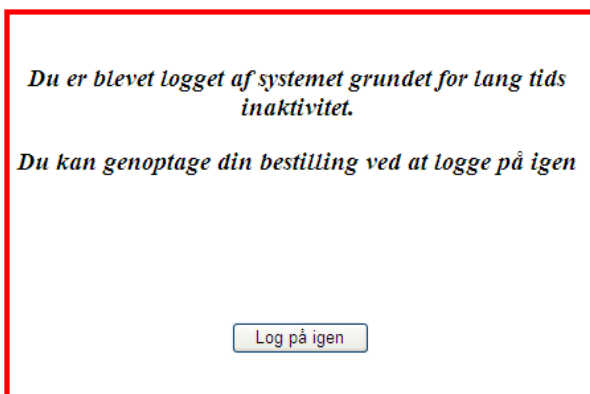 Du er blevet logget af systemet grundet for lang tids
inaktivitet.
Du kan genoptage din bestilling ved at logge på igen
Log på igen